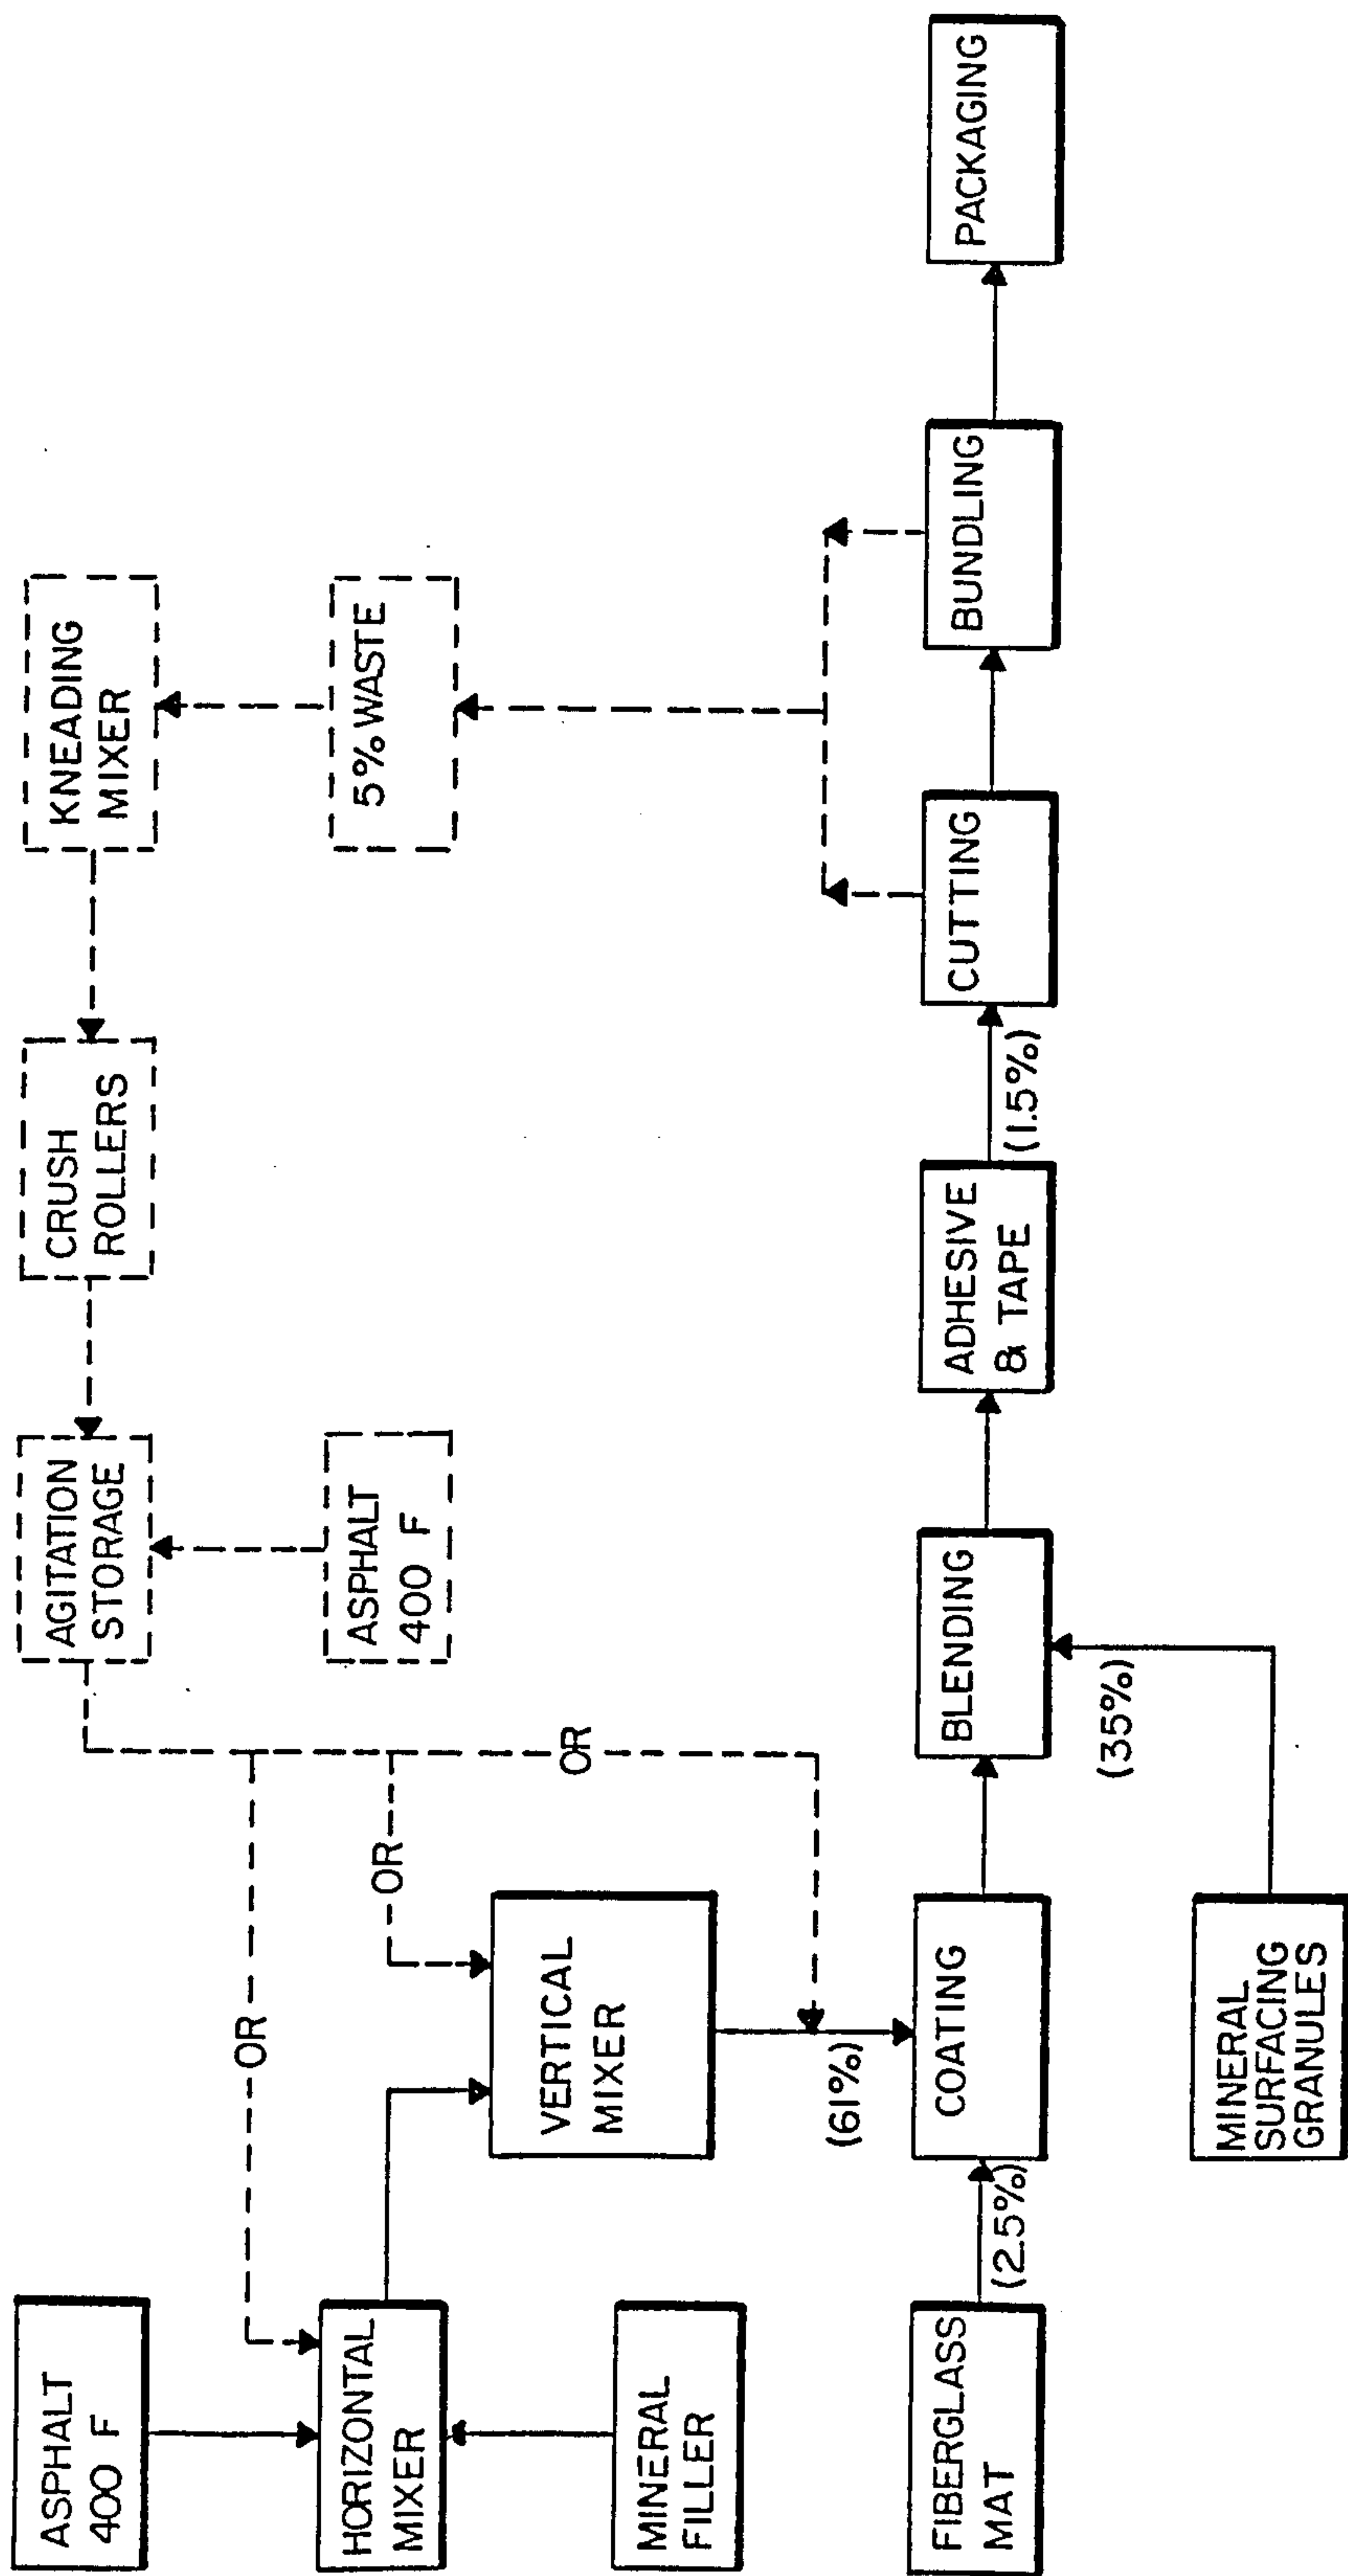 ASPHALT
400 F
HORIZONTAL
MIXER
MINERAL
FILLER
OR
OR
OR
VERTICAL
MIXER
AGITATION
STORAGE
ASPHALT
400 F
CRUSH
ROLLERS
KNEADING
MIXER
5% WASTE
FIBERGLASS
MAT
(2.5%)
(61%)
COATING
MINERAL
SURFACING
GRANULES
(35%)
BLENDING
ADHESIVE
& TAPE
(1.5%)
CUTTING
BUNDLING
PACKAGING